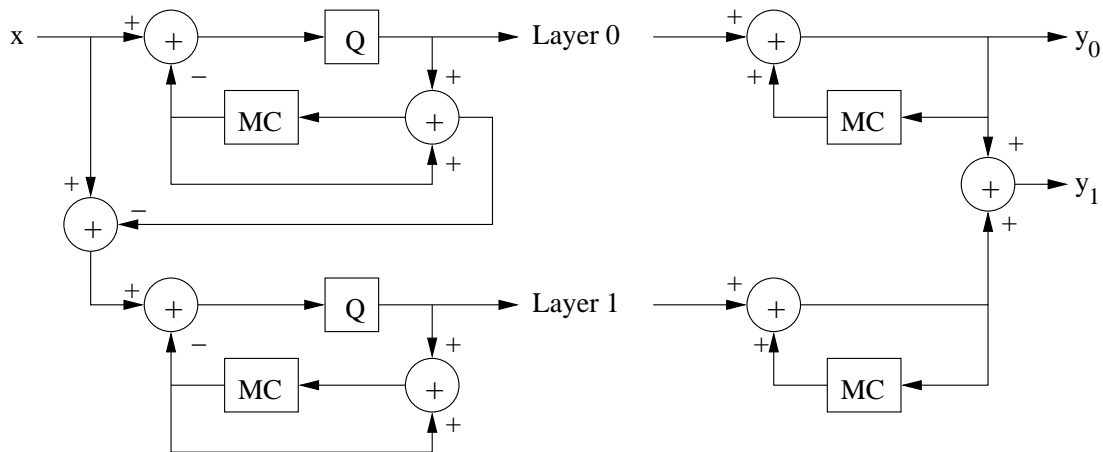 x + + Q Layer 0 + + y₀
− + +
MC + MC
+ +
+ − + y₁
+ +
+ + Q Layer 1 + +
− + +
MC + MC
+